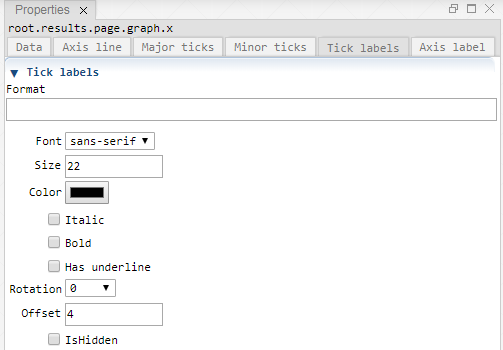 Properties
root.results.page.graph.x
Data Axis line Major ticks Minor ticks Tick labels Axis label
Tick labels
Format
Font sans-serif
Size 22
Color
Italic
Bold
Has underline
Rotation 0
Offset 4
IsHidden